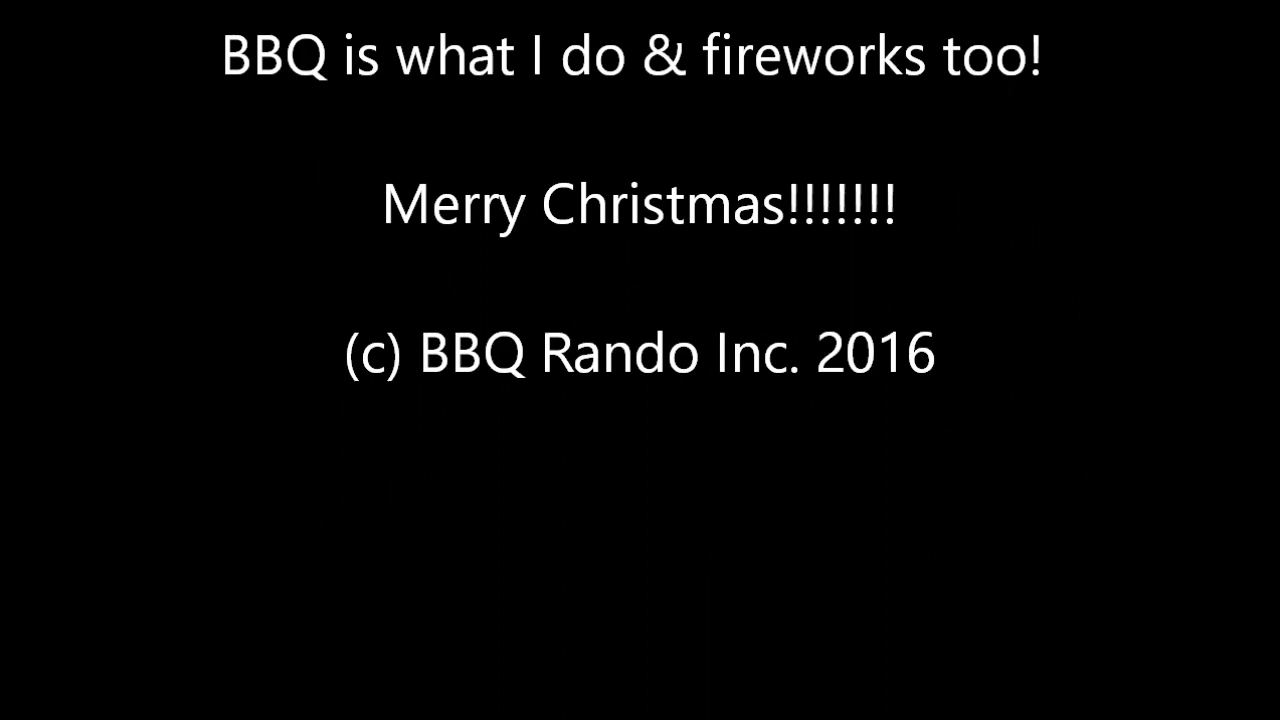 BBQ is what I do & fireworks too!
Merry Christmas!!!!!!!
(c) BBQ Rando Inc. 2016